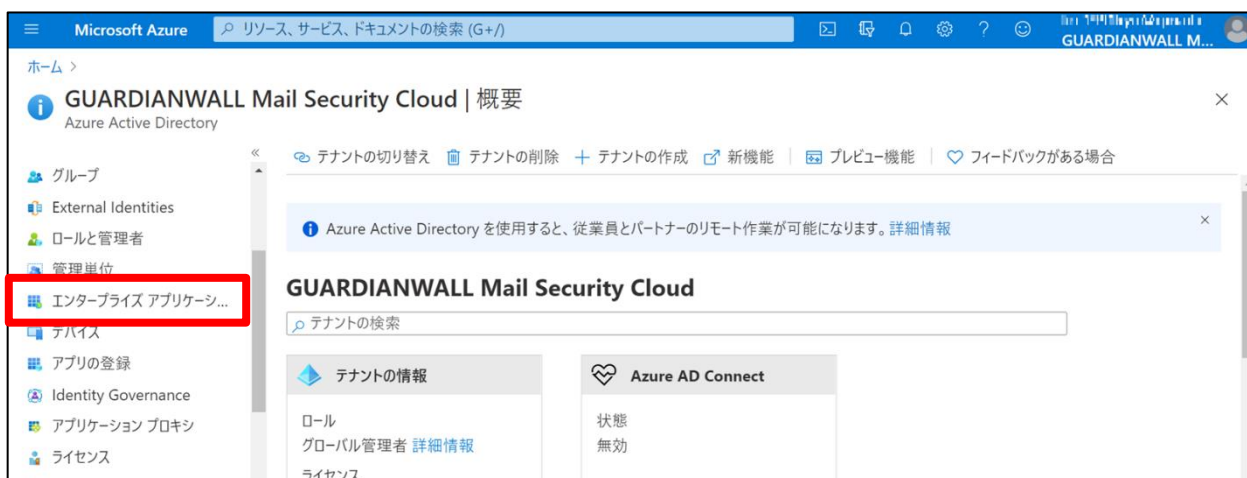 Microsoft Azure
リソース、サービス、ドキュメントの検索 (G+/)
GUARDIANWALL M...
ホーム >
GUARDIANWALL Mail Security Cloud | 概要
Azure Active Directory
テナントの切り替え テナントの削除 テナントの作成 新機能 プレビュー機能 フィードバックがある場合
グループ
External Identities
ロールと管理者
管理単位
エンタープライズ アプリケーシ...
デバイス
アプリの登録
Identity Governance
アプリケーション プロキシ
ライセンス
Azure Active Directory を使用すると、従業員とパートナーのリモート作業が可能になります。詳細情報
GUARDIANWALL Mail Security Cloud
テナントの検索
テナントの情報
ロール
グローバル管理者 詳細情報
ライセンス
Azure AD Connect
状態
無効